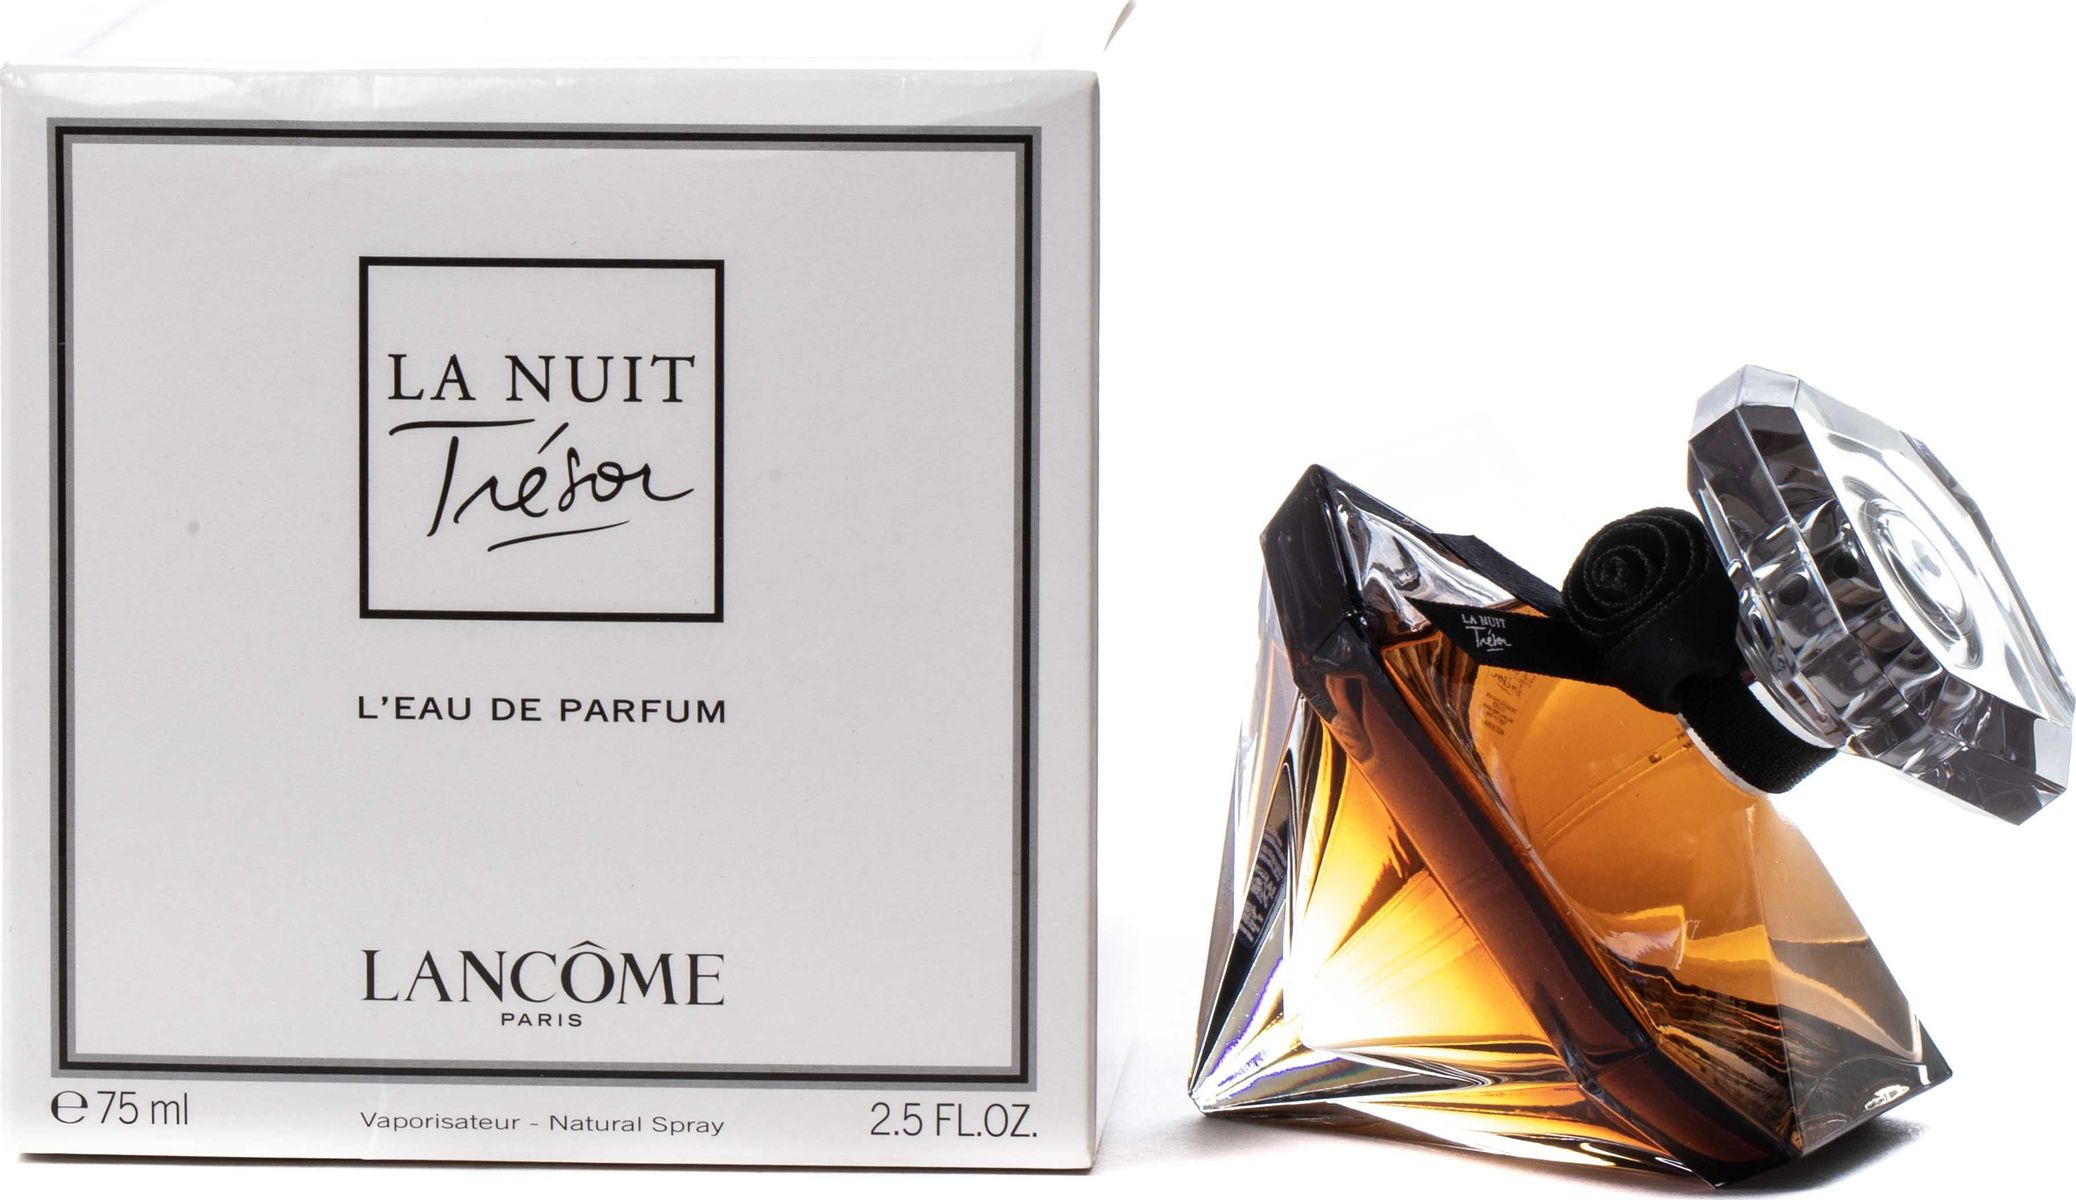 LA NUIT
Trésor
L'EAU DE PARFUM
LANCÔME
PARIS
℮ 75 ml
Vaporisateur - Natural Spray
2.5 FL.OZ.
LA NUIT
Trésor